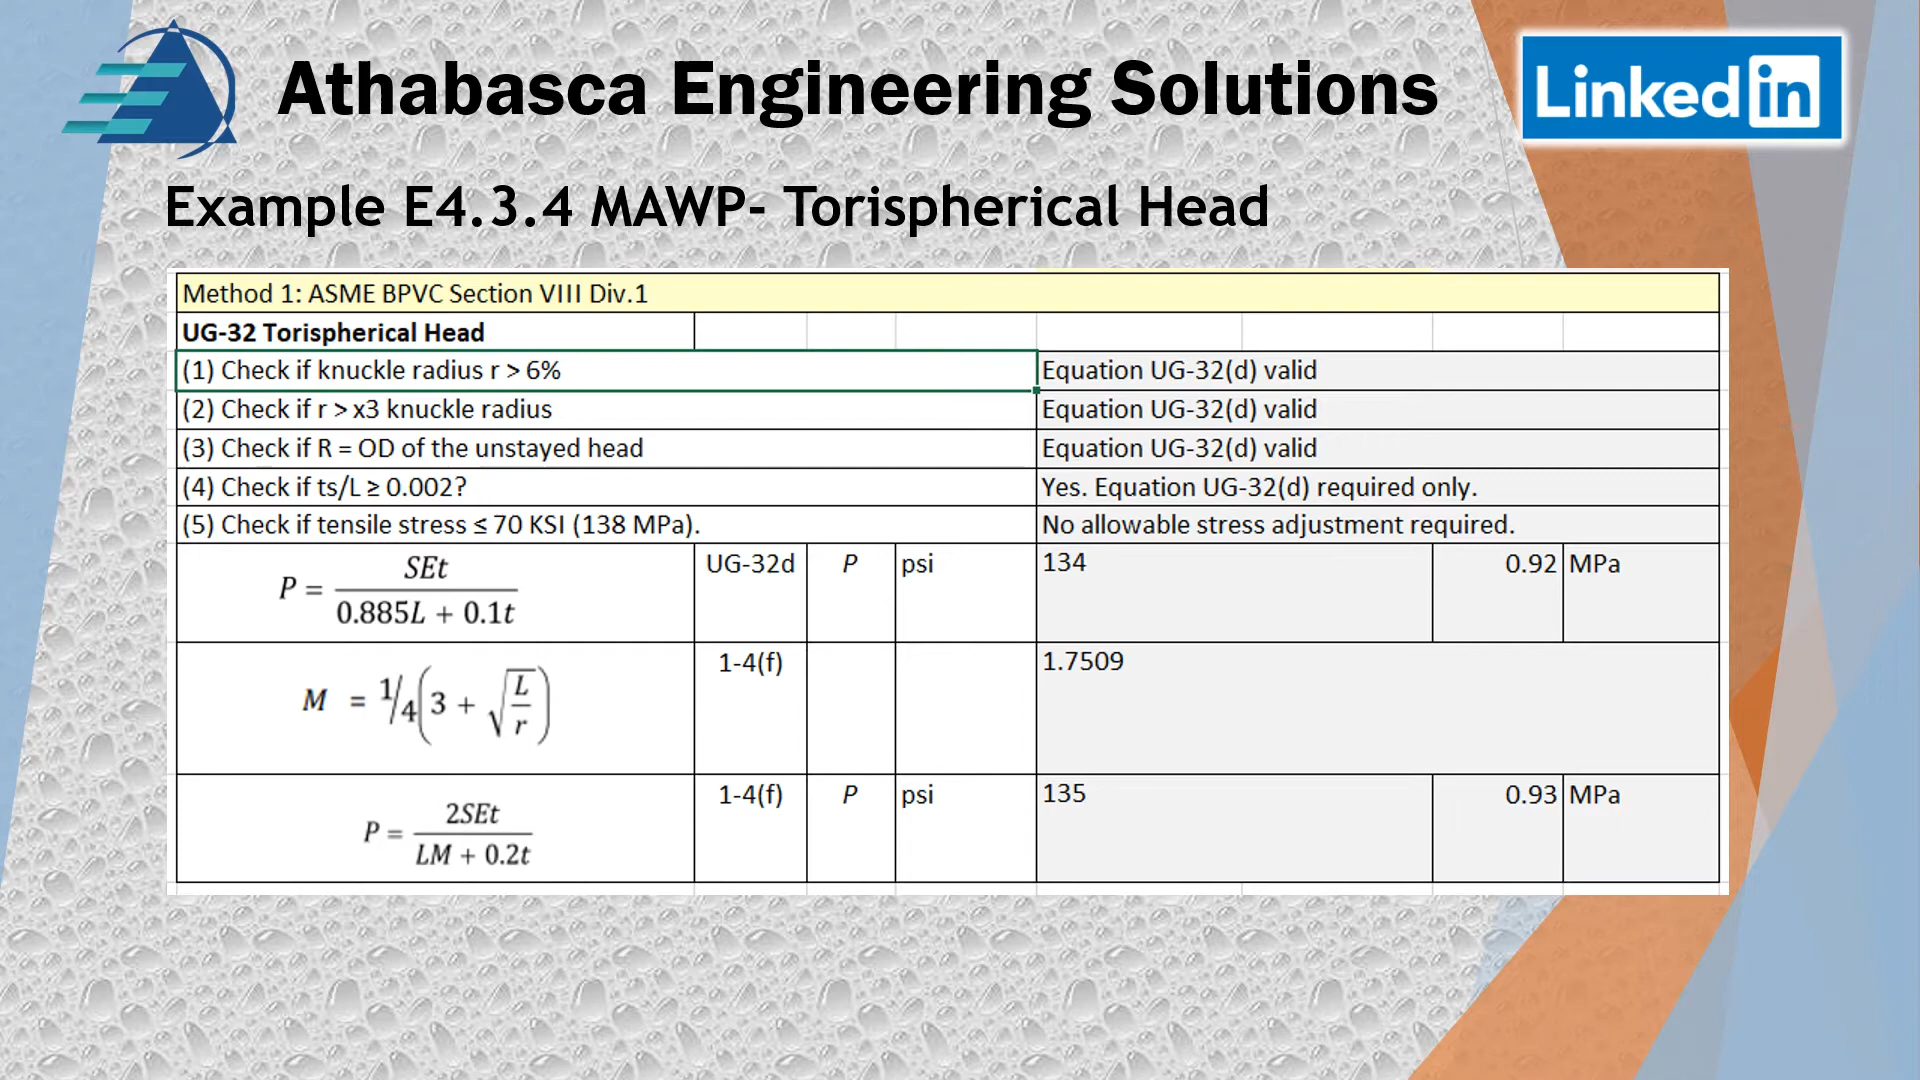 Athabasca Engineering Solutions
Linked in
Example E4.3.4 MAWP- Torispherical Head
Method 1: ASME BPVC Section VIII Div.1
UG-32 Torispherical Head
(1) Check if knuckle radius r > 6% Equation UG-32(d) valid
(2) Check if r > x3 knuckle radius Equation UG-32(d) valid
(3) Check if R = OD of the unstayed head Equation UG-32(d) valid
(4) Check if ts/L ≥ 0.002? Yes. Equation UG-32(d) required only.
(5) Check if tensile stress ≤ 70 KSI (138 MPa). No allowable stress adjustment required.
P = SEt / 0.885L + 0.1t UG-32d P psi 134 0.92 MPa
M = 1/4(3 + √L/r) 1-4(f) 1.7509
P = 2SEt / LM + 0.2t 1-4(f) P psi 135 0.93 MPa